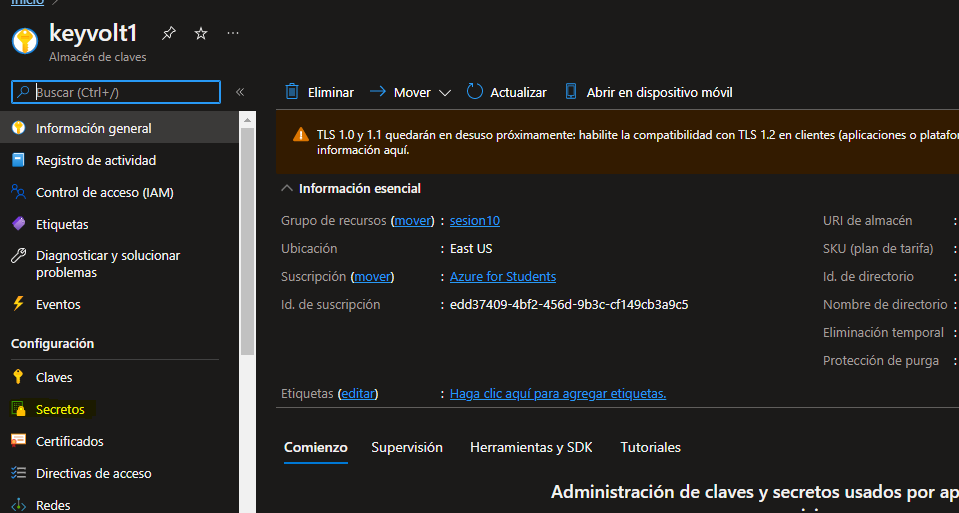 Inicio
keyvolt1
Almacén de claves
Buscar (Ctrl+/)
Información general
Registro de actividad
Control de acceso (IAM)
Etiquetas
Diagnosticar y solucionar
problemas
Eventos
Configuración
Claves
Secretos
Certificados
Directivas de acceso
Redes
Eliminar
Mover
Actualizar
Abrir en dispositivo móvil
TLS 1.0 y 1.1 quedarán en desuso próximamente: habilite la compatibilidad con TLS 1.2 en clientes (aplicaciones o platafo
información aquí.
Información esencial
Grupo de recursos (mover) : sesion10
Ubicación : East US
Suscripción (mover) : Azure for Students
Id. de suscripción : edd37409-4bf2-456d-9b3c-cf149cb3a9c5
URI de almacén :
SKU (plan de tarifa) :
Id. de directorio :
Nombre de directorio :
Eliminación temporal :
Protección de purga :
Etiquetas (editar) : Haga clic aquí para agregar etiquetas.
Comienzo Supervisión Herramientas y SDK Tutoriales
Administración de claves y secretos usados por ap